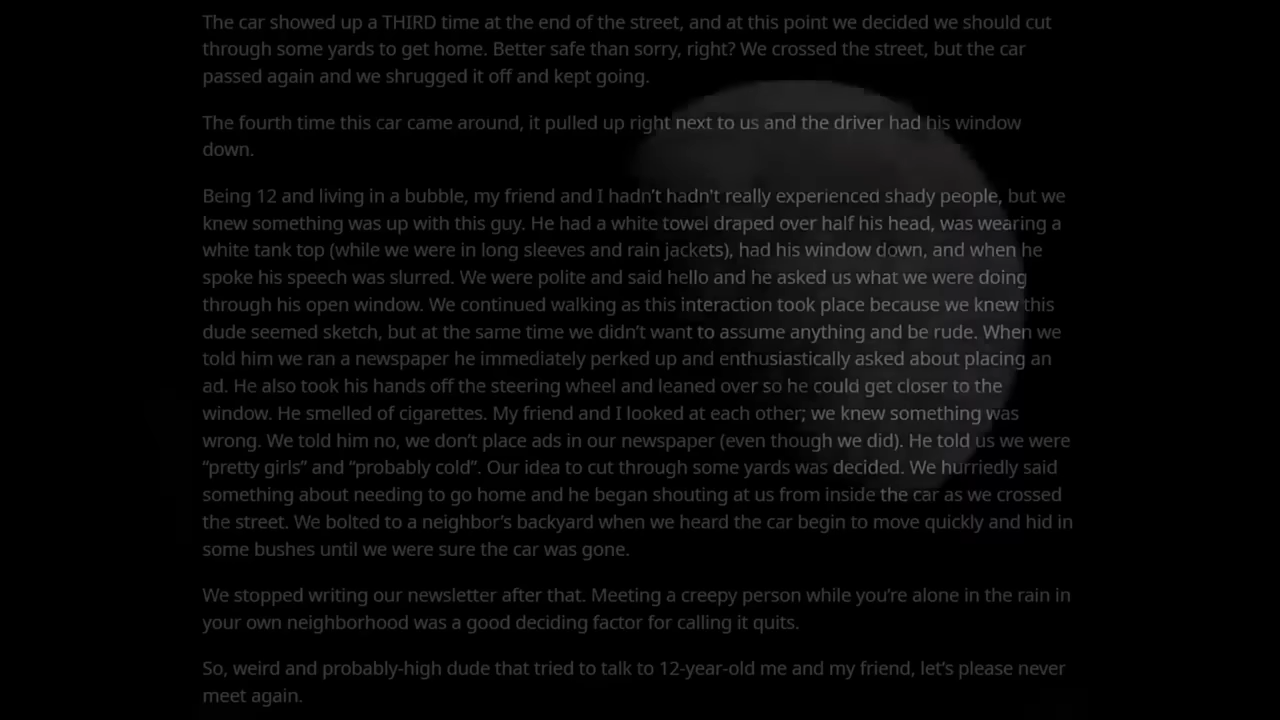 The car showed up a THIRD time at the end of the street, and at this point we decided we should cut
through some yards to get home. Better safe than sorry, right? We crossed the street, but the car
passed again and we shrugged it off and kept going.
The fourth time this car came around, it pulled up right next to us and the driver had his window
down.
Being 12 and living in a bubble, my friend and I hadn’t hadn't really experienced shady people, but we
knew something was up with this guy. He had a white towel draped over half his head, was wearing a
white tank top (while we were in long sleeves and rain jackets), had his window down, and when he
spoke his speech was slurred. We were polite and said hello and he asked us what we were doing
through his open window. We continued walking as this interaction took place because we knew this
dude seemed sketch, but at the same time we didn’t want to assume anything and be rude. When we
told him we ran a newspaper he immediately perked up and enthusiastically asked about placing an
ad. He also took his hands off the steering wheel and leaned over so he could get closer to the
window. He smelled of cigarettes. My friend and I looked at each other; we knew something was
wrong. We told him no, we don’t place ads in our newspaper (even though we did). He told us we were
“pretty girls” and “probably cold”. Our idea to cut through some yards was decided. We hurriedly said
something about needing to go home and he began shouting at us from inside the car as we crossed
the street. We bolted to a neighbor’s backyard when we heard the car begin to move quickly and hid in
some bushes until we were sure the car was gone.
We stopped writing our newsletter after that. Meeting a creepy person while you’re alone in the rain in
your own neighborhood was a good deciding factor for calling it quits.
So, weird and probably-high dude that tried to talk to 12-year-old me and my friend, let’s please never
meet again.